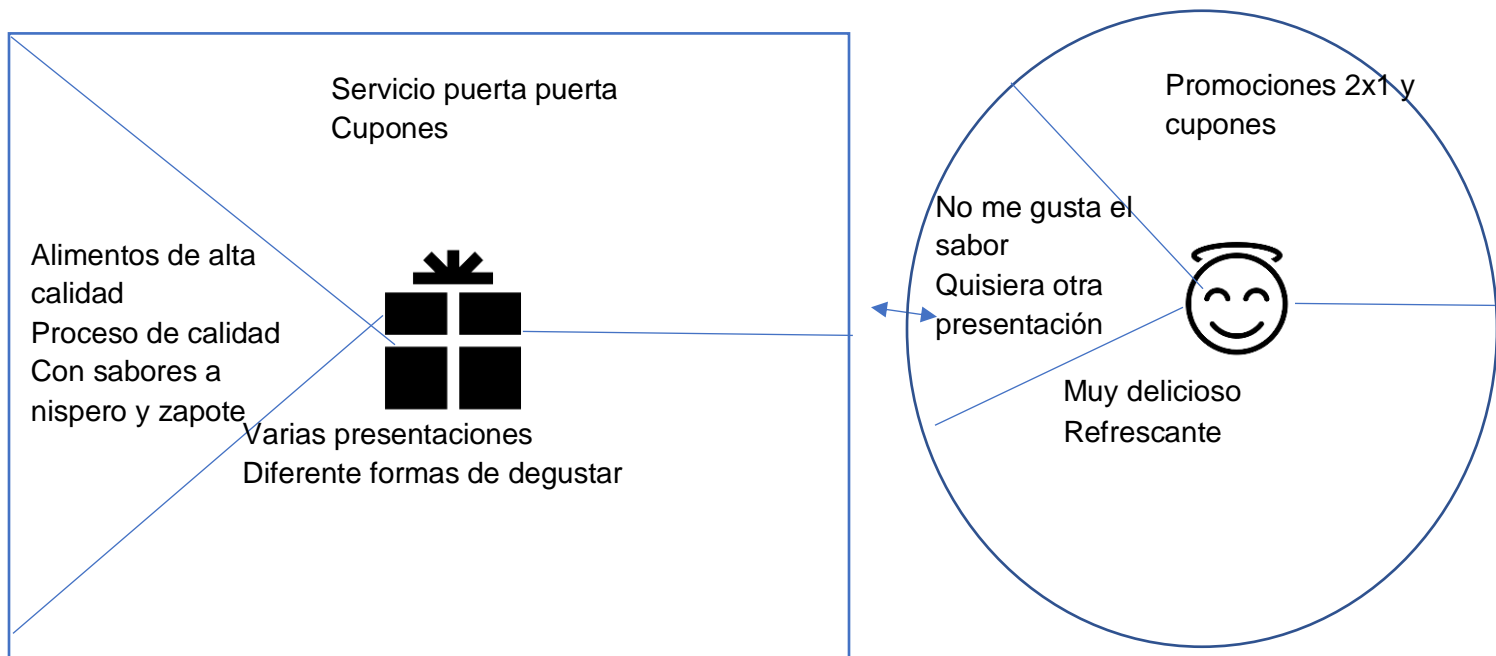 Servicio puerta puerta
Cupones
Alimentos de alta
calidad
Proceso de calidad
Con sabores a
nispero y zapote
Varias presentaciones
Diferente formas de degustar
Promociones 2x1 y
cupones
No me gusta el
sabor
Quisiera otra
presentación
Muy delicioso
Refrescante